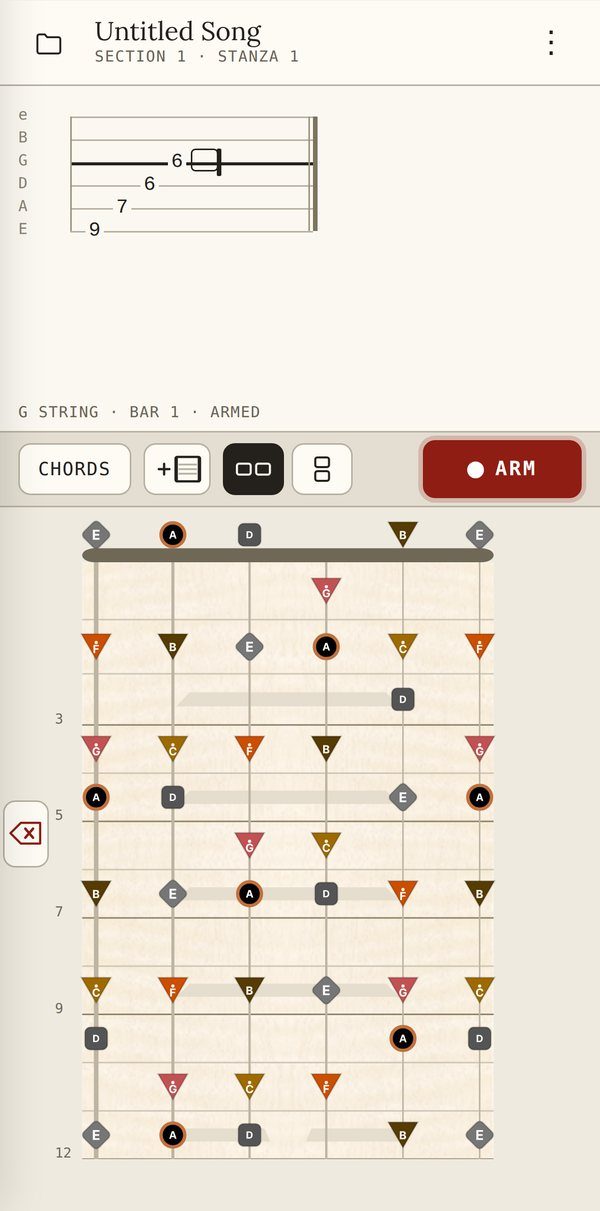 Untitled Song
SECTION 1 · STANZA 1
e
B
G 6
D 6
A 7
E 9
G STRING · BAR 1 · ARMED
CHORDS + ARM
E A D B E
G
F B E A C F
D
3
G C F B G
A D E A
5
G C
B E A D F B
7
C F B E G C
9
D A D
G C F
E A D B E
12